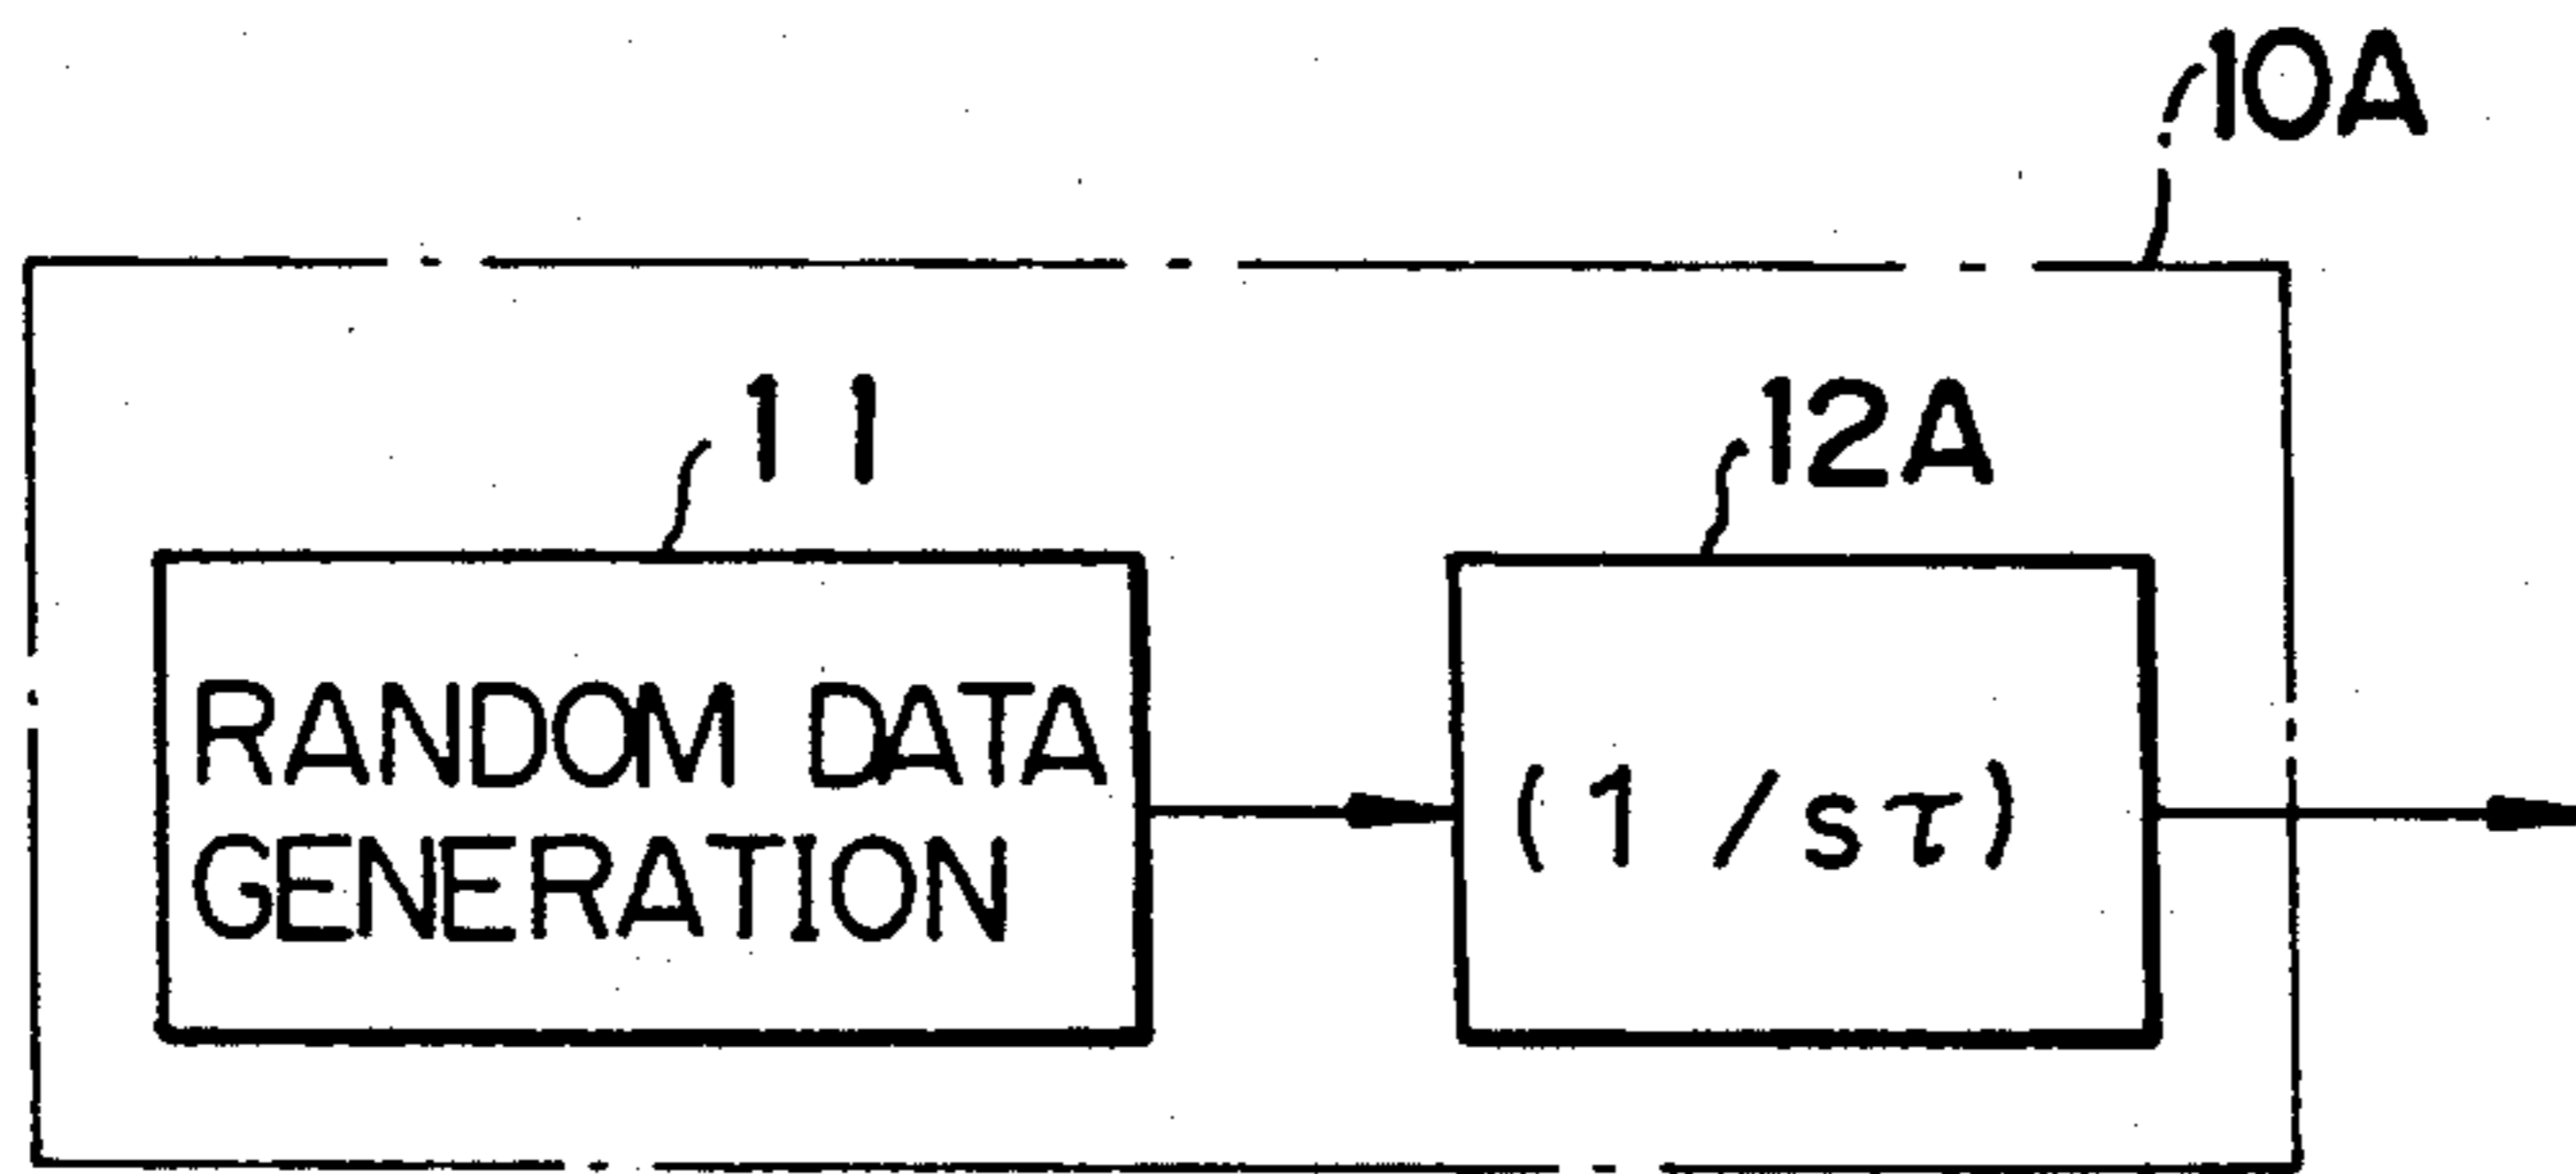 10A
11
12A
RANDOM DATA
GENERATION
(1/sτ)